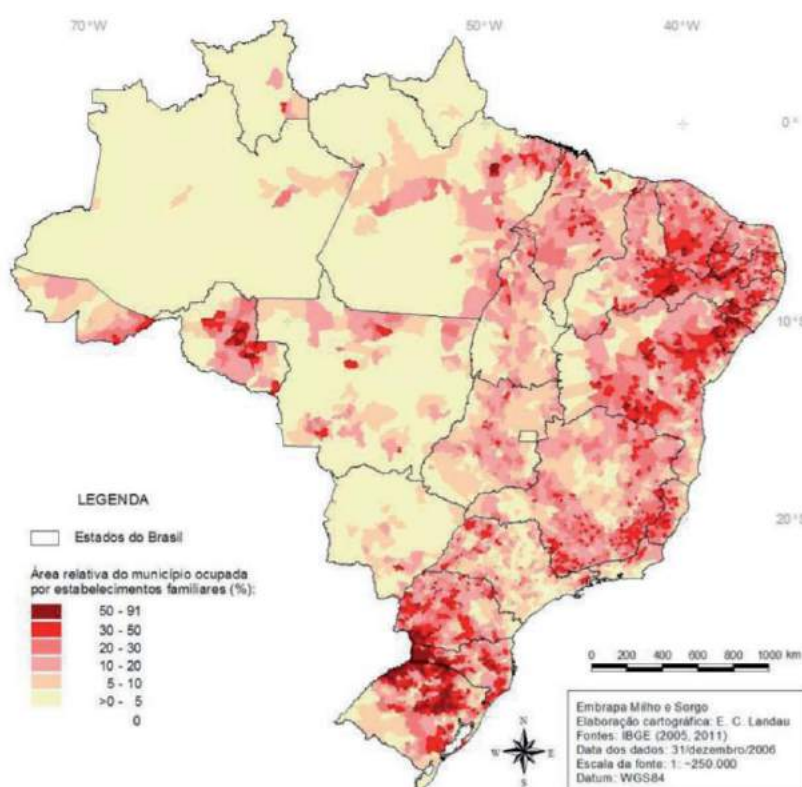 70°W
50°W
40°W
0°
10°S
20°S
LEGENDA
Estados do Brasil
Área relativa do município ocupada
por estabelecimentos familiares (%):
50 - 91
30 - 50
20 - 30
10 - 20
5 - 10
>0 - 5
0
0 200 400 600 800 1000 km
N
W E
S
Embrapa Milho e Sorgo
Elaboração cartográfica: E. C. Landau
Fontes: IBGE (2005, 2011)
Data dos dados: 31/dezembro/2006
Escala da fonte: 1: ~250.000
Datum: WGS84